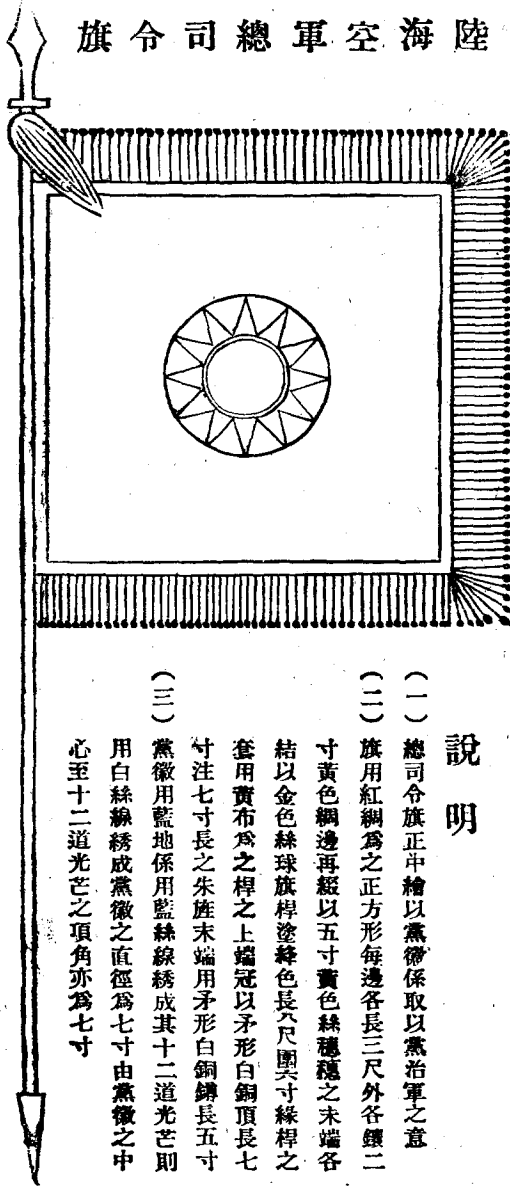 陸海空軍總司令旗
說明
(一)總司令旗正中繪以黨徽係取以黨治軍之意
(二)旗用紅綢爲之正方形每邊各長三尺外各鑲二
寸黃色綢邊再綴以五寸黃色絲穗穗之末端各
結以金色絲球旗桿塗絳色長八尺圍六寸緣桿之
套用黃布爲之桿之上端冠以矛形白銅頂長七
寸注七寸長之朱旄末端用矛形白銅鐏長五寸
(三)黨徽用藍地係用藍絲線綉成其十二道光芒則
用白絲線綉成黨徽之直徑爲七寸由黨徽之中
心至十二道光芒之頂角亦爲七寸